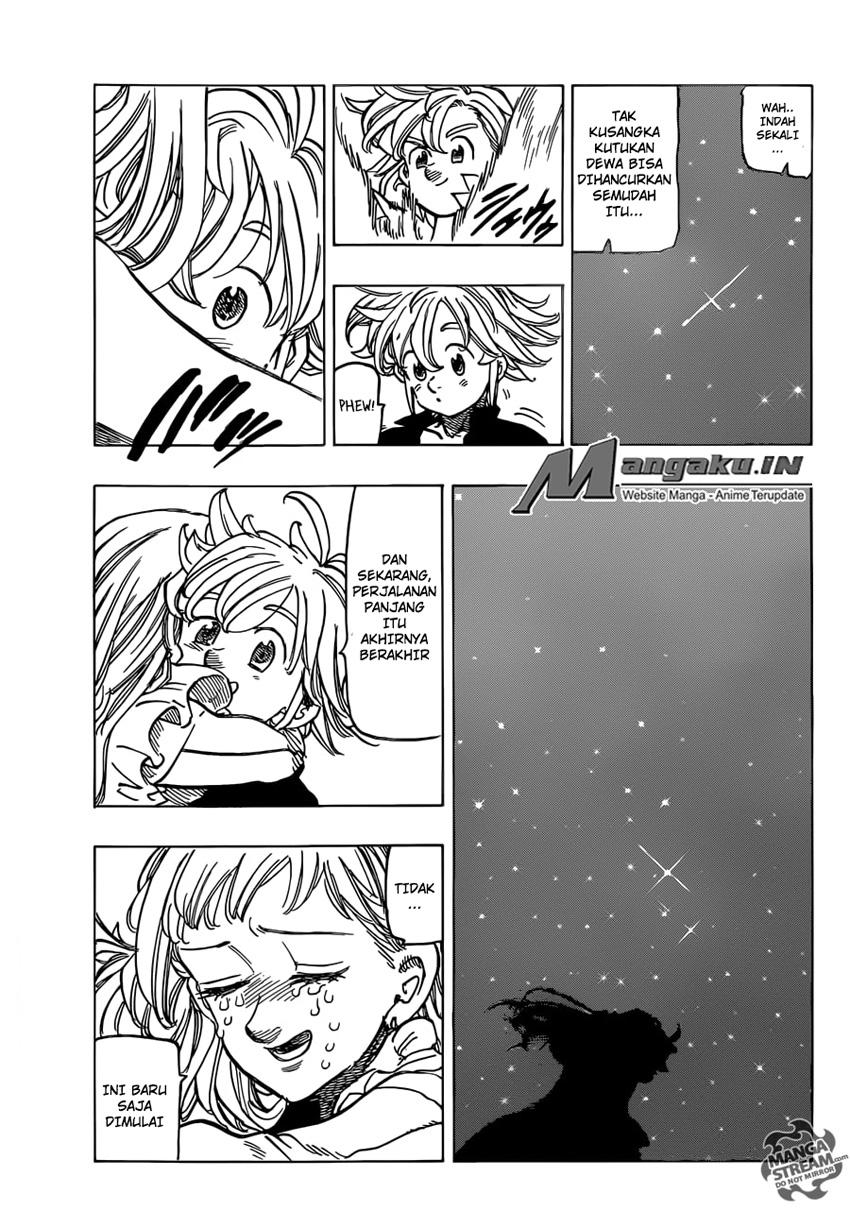 WAH..
INDAH
SEKALI
...
TAK
KUSANGKA
KUTUKAN
DEWA BISA
DIHANCURKAN
SEMUDAH
ITU...
PHEW!
Mangaku.iN
Website Manga - Anime Terupdate
DAN
SEKARANG,
PERJALANAN
PANJANG
ITU
AKHIRNYA
BERAKHIR
TIDAK
...
INI BARU
SAJA
DIMULAI
MANGA
STREAM.com
DO NOT MIRROR